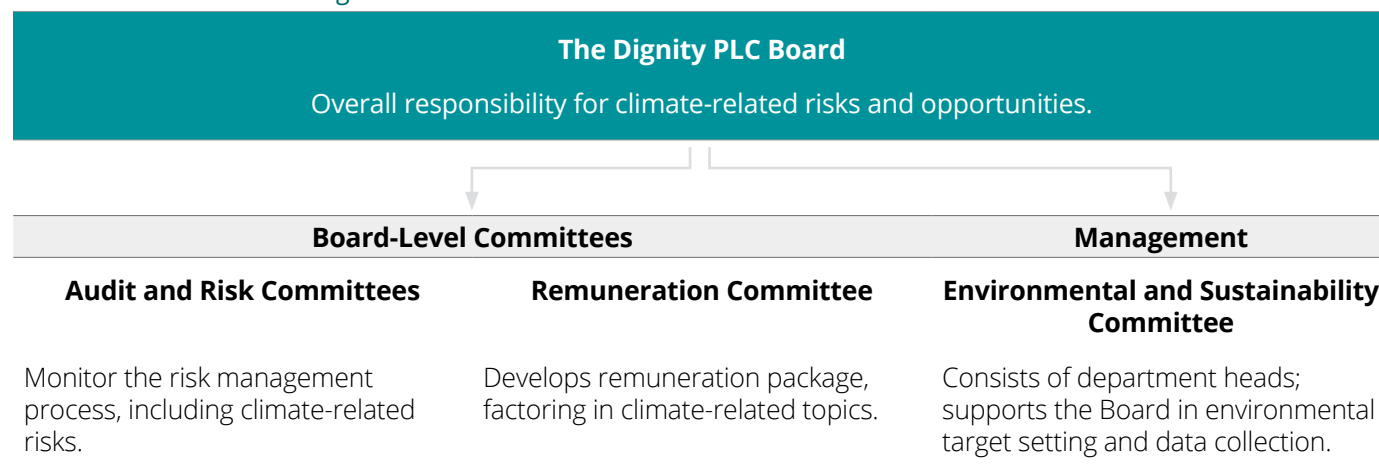 The Dignity PLC Board
Overall responsibility for climate-related risks and opportunities.
Board-Level Committees
Management
Audit and Risk Committees
Monitor the risk management
process, including climate-related
risks.
Remuneration Committee
Develops remuneration package,
factoring in climate-related topics.
Environmental and Sustainability
Committee
Consists of department heads;
supports the Board in environmental
target setting and data collection.